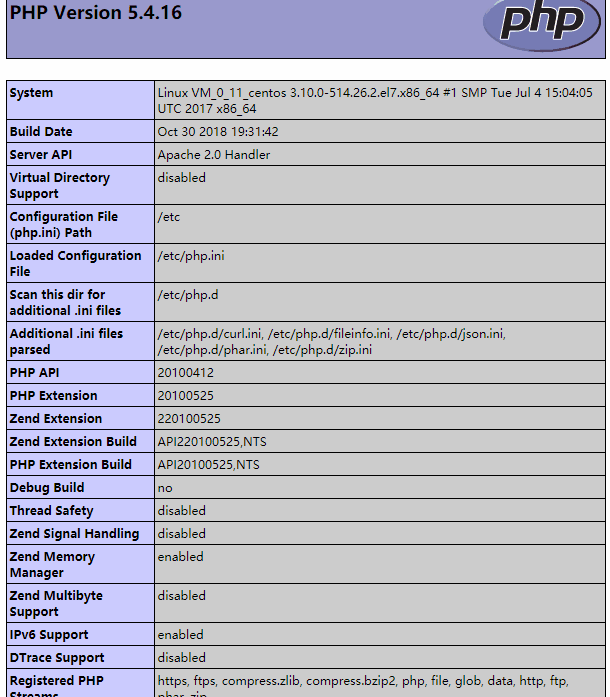 PHP Version 5.4.16
php
System
Linux VM_0_11_centos 3.10.0-514.26.2.el7.x86_64 #1 SMP Tue Jul 4 15:04:05
UTC 2017 x86_64
Build Date
Oct 30 2018 19:31:42
Server API
Apache 2.0 Handler
Virtual Directory
Support
disabled
Configuration File
(php.ini) Path
/etc
Loaded Configuration
File
/etc/php.ini
Scan this dir for
additional .ini files
/etc/php.d
Additional .ini files
parsed
/etc/php.d/curl.ini, /etc/php.d/fileinfo.ini, /etc/php.d/json.ini,
/etc/php.d/phar.ini, /etc/php.d/zip.ini
PHP API
20100412
PHP Extension
20100525
Zend Extension
220100525
Zend Extension Build
API220100525,NTS
PHP Extension Build
API20100525,NTS
Debug Build
no
Thread Safety
disabled
Zend Signal Handling
disabled
Zend Memory
Manager
enabled
Zend Multibyte
Support
disabled
IPv6 Support
enabled
DTrace Support
disabled
Registered PHP
Streams
https, ftps, compress.zlib, compress.bzip2, php, file, glob, data, http, ftp,
phar, zip